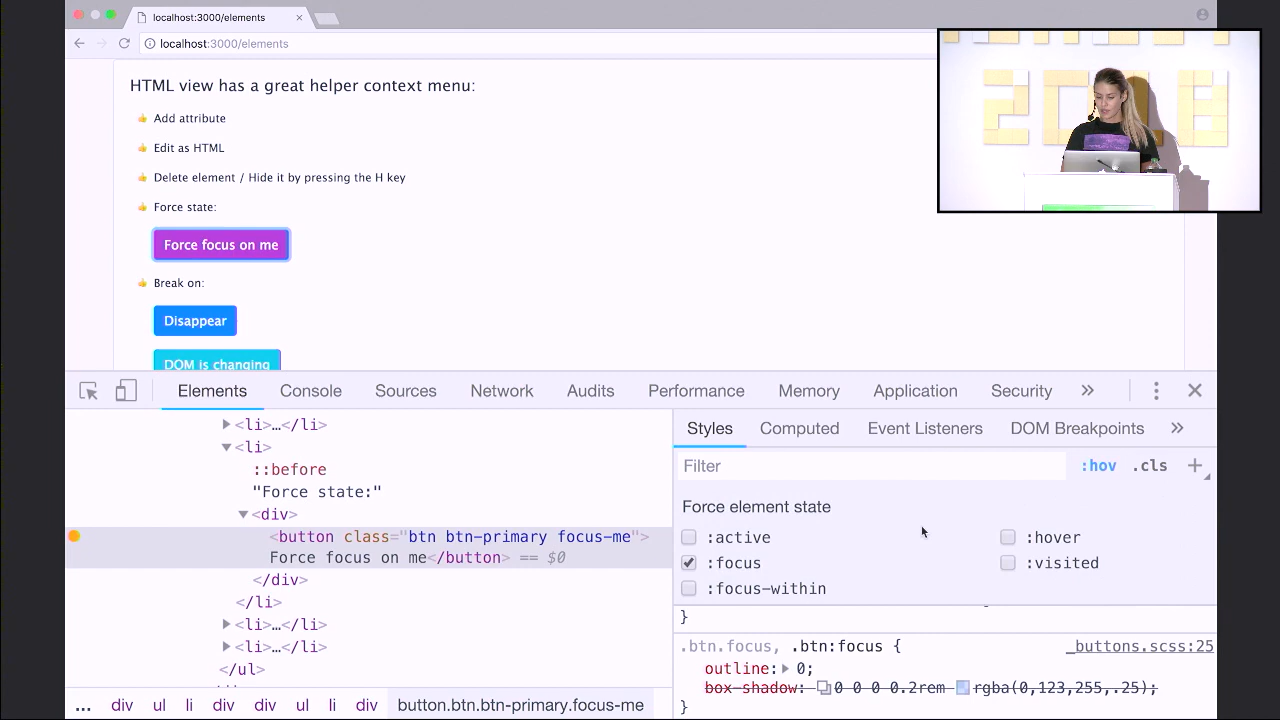 localhost:3000/elements
localhost:3000/elements
HTML view has a great helper context menu:
Add attribute
Edit as HTML
Delete element / Hide it by pressing the H key
Force state:
Force focus on me
Break on:
Disappear
DOM is changing
2018
Elements Console Sources Network Audits Performance Memory Application Security »
<li>…</li>
<li>
::before
"Force state:"
<div>
<button class="btn btn-primary focus-me">
Force focus on me</button> == $0
</div>
</li>
<li>…</li>
<li>…</li>
</ul>
... div ul li div div ul li div button.btn.btn-primary.focus-me
Styles Computed Event Listeners DOM Breakpoints »
Filter :hov .cls +
Force element state
:active :hover
:focus :visited
:focus-within
}
.btn.focus, .btn:focus { _buttons.scss:25
outline: 0;
box-shadow: 0 0 0 0.2rem rgba(0,123,255,.25);
}